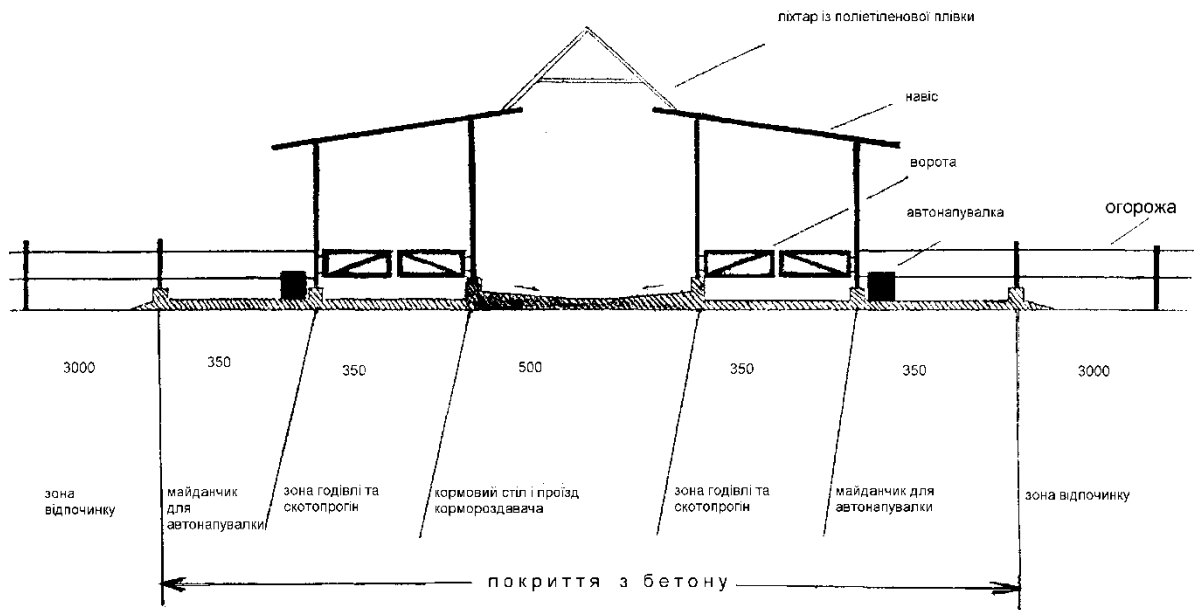 ліхтар із поліетіленової плівки
навіс
ворота
автонапувалка
огорожа
3000
350
350
500
350
350
3000
зона
відпочинку
майданчик
для
автонапувалки
зона годівлі та
скотопрогін
кормовий стіл і проїзд
кормороздавача
зона годівлі та
скотопрогін
майданчик для
автонапувалки
зона відпочинку
покриття з бетону